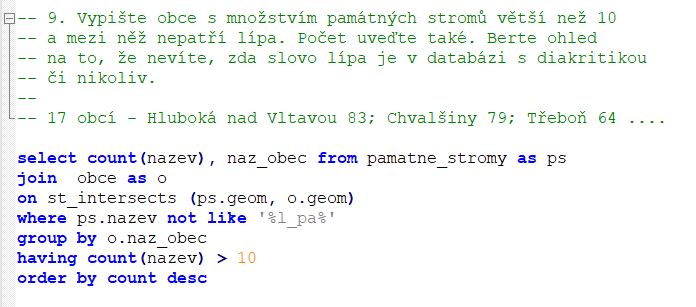 -- 9. Vypište obce s množstvím památných stromů větší než 10
-- a mezi něž nepatří lípa. Počet uveďte také. Berte ohled
-- na to, že nevíte, zda slovo lípa je v databázi s diakritikou
-- či nikoliv.
--
-- 17 obcí - Hluboká nad Vltavou 83; Chvalšiny 79; Třeboň 64 ....
select count(nazev), naz_obec from pamatne_stromy as ps
join  obce as o
on st_intersects (ps.geom, o.geom)
where ps.nazev not like '%l_pa%'
group by o.naz_obec
having count(nazev) > 10
order by count desc